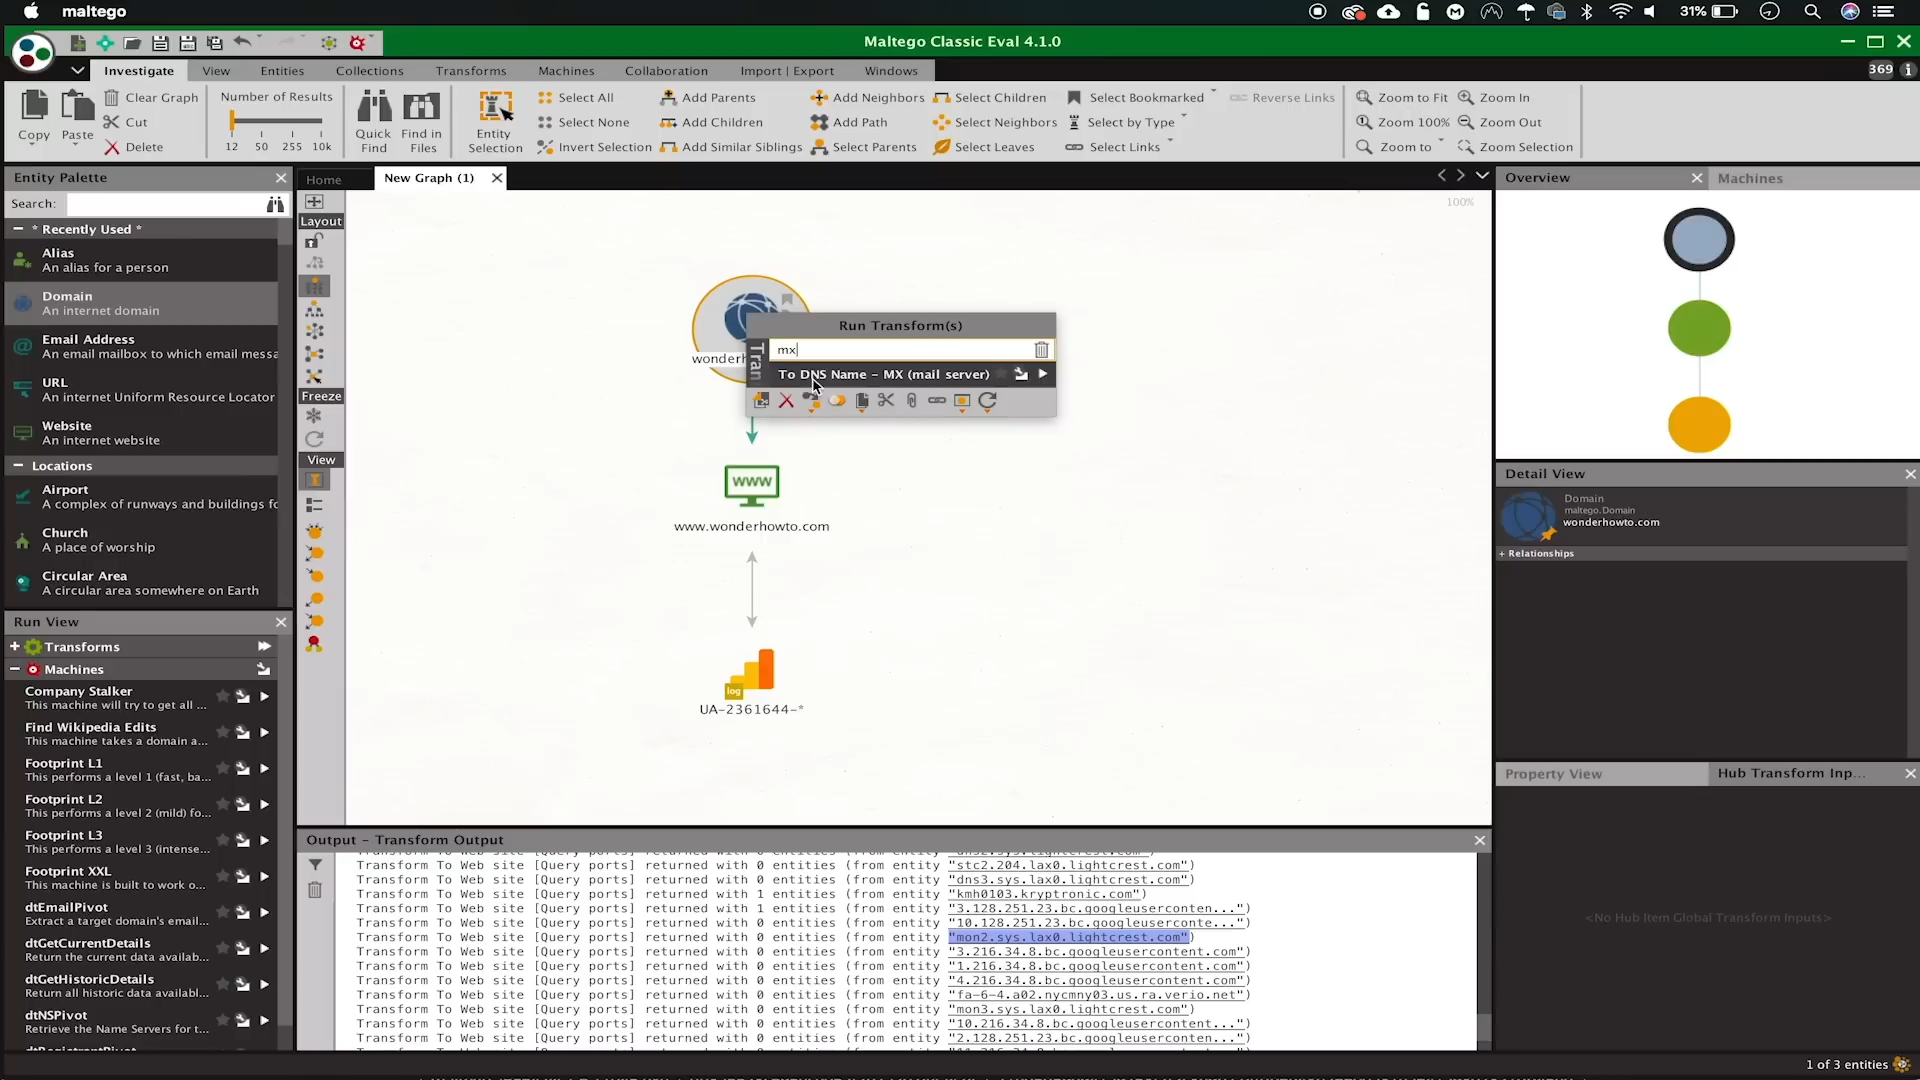 maltego
31%
Maltego Classic Eval 4.1.0
Investigate View Entities Collections Transforms Machines Collaboration Import | Export Windows
369
Copy
Paste
Clear Graph
Cut
Delete
Number of Results
12 50 255 10k
Quick Find
Find in Files
Entity Selection
Select All
Select None
Invert Selection
Add Parents
Add Children
Add Similar Siblings
Add Neighbors
Add Path
Select Parents
Select Children
Select Neighbors
Select Leaves
Select Bookmarked
Select by Type
Select Links
Reverse Links
Zoom to Fit
Zoom 100%
Zoom to
Zoom In
Zoom Out
Zoom Selection
Entity Palette
Search:
* Recently Used *
Alias
An alias for a person
Domain
An internet domain
Email Address
An email mailbox to which email messa
URL
An internet Uniform Resource Locator
Website
An internet website
Locations
Airport
A complex of runways and buildings fo
Church
A place of worship
Circular Area
A circular area somewhere on Earth
Run View
Transforms
Machines
Company Stalker
This machine will try to get all ...
Find Wikipedia Edits
This machine takes a domain a...
Footprint L1
This performs a level 1 (fast, ba...
Footprint L2
This performs a level 2 (mild) fo...
Footprint L3
This performs a level 3 (intense...
Footprint XXL
This machine is built to work o...
dtEmailPivot
Extract a target domain's email...
dtGetCurrentDetails
Return the current data availab...
dtGetHistoricDetails
Return all historic data availabl...
dtNSPivot
Retrieve the Name Servers for t...
Home
New Graph (1)
Layout
Freeze
View
100%
wonderh
Run Transform(s)
Tran
mx
To DNS Name - MX (mail server)
www
www.wonderhowto.com
log
UA-2361644-*
Output - Transform Output
Transform To Web site [Query ports] returned with 0 entities (from entity "stc2.204.lax0.lightcrest.com")
Transform To Web site [Query ports] returned with 0 entities (from entity "dns3.sys.lax0.lightcrest.com")
Transform To Web site [Query ports] returned with 1 entities (from entity "kmh0103.kryptronic.com")
Transform To Web site [Query ports] returned with 1 entities (from entity "3.128.251.23.bc.googleuserconten...")
Transform To Web site [Query ports] returned with 0 entities (from entity "10.128.251.23.bc.googleuserconte...")
Transform To Web site [Query ports] returned with 0 entities (from entity "mon2.sys.lax0.lightcrest.com")
Transform To Web site [Query ports] returned with 0 entities (from entity "3.216.34.8.bc.googleusercontent.com")
Transform To Web site [Query ports] returned with 0 entities (from entity "1.216.34.8.bc.googleusercontent.com")
Transform To Web site [Query ports] returned with 0 entities (from entity "4.216.34.8.bc.googleusercontent.com")
Transform To Web site [Query ports] returned with 0 entities (from entity "fa-6-4.a02.nycmny03.us.ra.verio.net")
Transform To Web site [Query ports] returned with 0 entities (from entity "mon3.sys.lax0.lightcrest.com")
Transform To Web site [Query ports] returned with 0 entities (from entity "10.216.34.8.bc.googleusercontent...")
Transform To Web site [Query ports] returned with 0 entities (from entity "2.128.251.23.bc.googleuserconten...")
Overview
Machines
Detail View
Domain
maltego.Domain
wonderhowto.com
+ Relationships
Property View
Hub Transform Inp...
<No Hub Item Global Transform Inputs>
1 of 3 entities